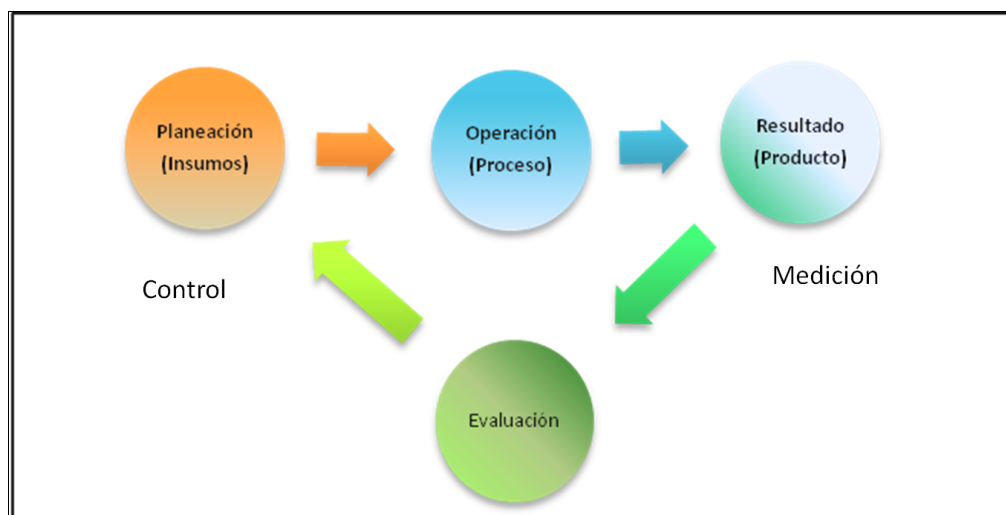 Planeación
(Insumos)
Operación
(Proceso)
Resultado
(Producto)
Control
Medición
Evaluación